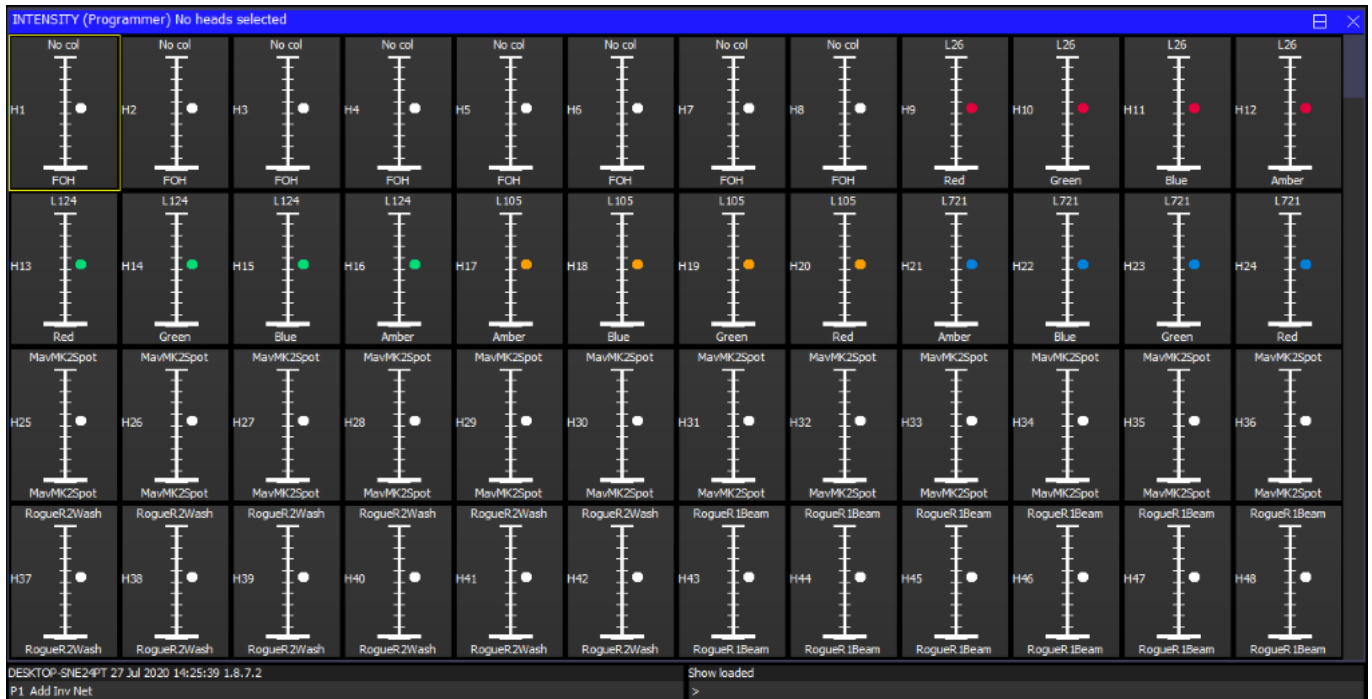 INTENSITY (Programmer) No heads selected
No col No col No col No col No col No col No col No col L26 L26 L26 L26
H1 H2 H3 H4 H5 H6 H7 H8 H9 H10 H11 H12
FOH FOH FOH FOH FOH FOH FOH FOH Red Green Blue Amber
L124 L124 L124 L124 L105 L105 L105 L105 L721 L721 L721 L721
H13 H14 H15 H16 H17 H18 H19 H20 H21 H22 H23 H24
Red Green Blue Amber Amber Blue Green Red Amber Blue Green Red
MavMK2Spot MavMK2Spot MavMK2Spot MavMK2Spot MavMK2Spot MavMK2Spot MavMK2Spot MavMK2Spot MavMK2Spot MavMK2Spot MavMK2Spot MavMK2Spot
H25 H26 H27 H28 H29 H30 H31 H32 H33 H34 H35 H36
MavMK2Spot MavMK2Spot MavMK2Spot MavMK2Spot MavMK2Spot MavMK2Spot MavMK2Spot MavMK2Spot MavMK2Spot MavMK2Spot MavMK2Spot MavMK2Spot
RogueR2Wash RogueR2Wash RogueR2Wash RogueR2Wash RogueR2Wash RogueR2Wash RogueR1Beam RogueR1Beam RogueR1Beam RogueR1Beam RogueR1Beam RogueR1Beam
H37 H38 H39 H40 H41 H42 H43 H44 H45 H46 H47 H48
RogueR2Wash RogueR2Wash RogueR2Wash RogueR2Wash RogueR2Wash RogueR2Wash RogueR1Beam RogueR1Beam RogueR1Beam RogueR1Beam RogueR1Beam RogueR1Beam
DESKTOP-SNE24PT 27 Jul 2020 14:25:39 1.8.7.2 Show loaded
P1 Add Inv Net >